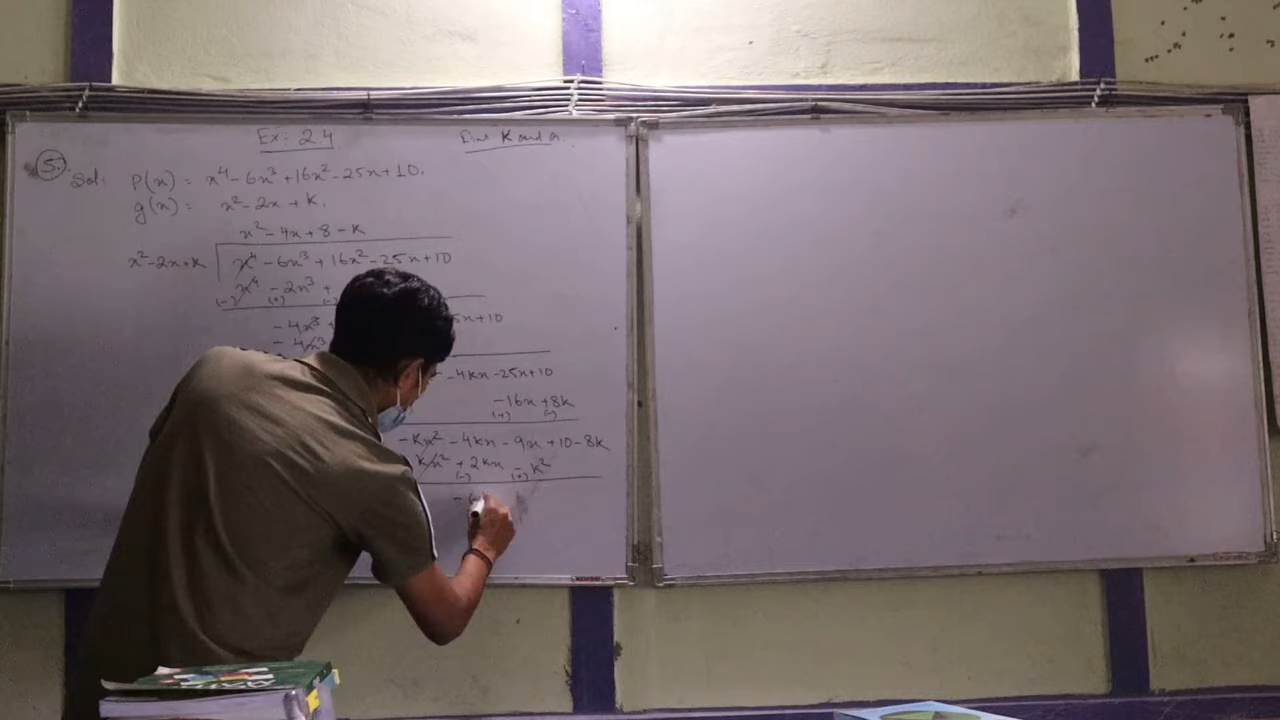 Ex: 2.4
Find K and a.
5.
Sol: P(x) = x⁴ - 6x³ + 16x² - 25x + 10.
g(x) = x² - 2x + k.
x² - 4x + 8 - k
x² - 2x + k x⁴ - 6x³ + 16x² - 25x + 10
x⁴ - 2x³ +
(-) (+) (-)
- 4x³ 5x + 10
- 4x³
- 4kx - 25x + 10
- 16x + 8k
(+) (-)
- kx² - 4kx - 9x + 10 - 8k
kx² + 2kx - k²
(-) (+)
-